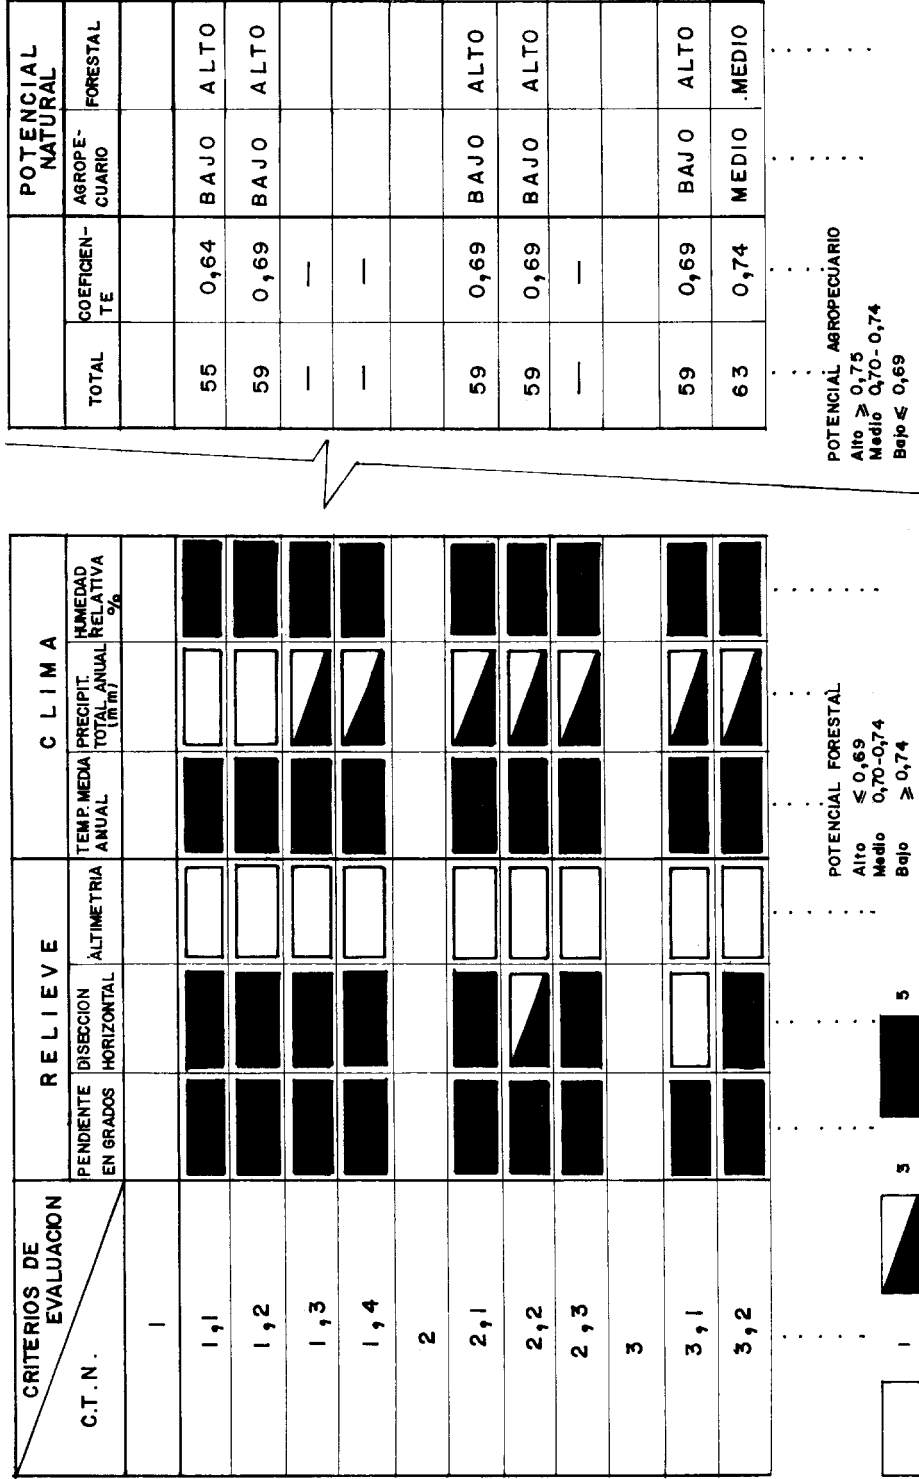 CRITERIOS DE
EVALUACION
C.T.N.
RELIEVE
CLIMA
PENDIENTE
EN GRADOS
DISECCION
HORIZONTAL
ALTIMETRIA
TEMP. MEDIA
ANUAL
PRECIPIT.
TOTAL ANUAL
(mm)
HUMEDAD
RELATIVA
%
POTENCIAL
NATURAL
TOTAL
COEFICIEN-
TE
AGROPE-
CUARIO
FORESTAL
1
1,1 55 0,64 BAJO ALTO
1,2 59 0,69 BAJO ALTO
1,3 — —
1,4 — —
2
2,1 59 0,69 BAJO ALTO
2,2 59 0,69 BAJO ALTO
2,3 — —
3
3,1 59 0,69 BAJO ALTO
3,2 63 0,74 MEDIO .MEDIO
1 3 5
POTENCIAL FORESTAL
Alto ≤ 0,69
Medio 0,70-0,74
Bajo ≥ 0,74
POTENCIAL AGROPECUARIO
Alto ≥ 0,75
Medio 0,70-0,74
Bajo ≤ 0,69